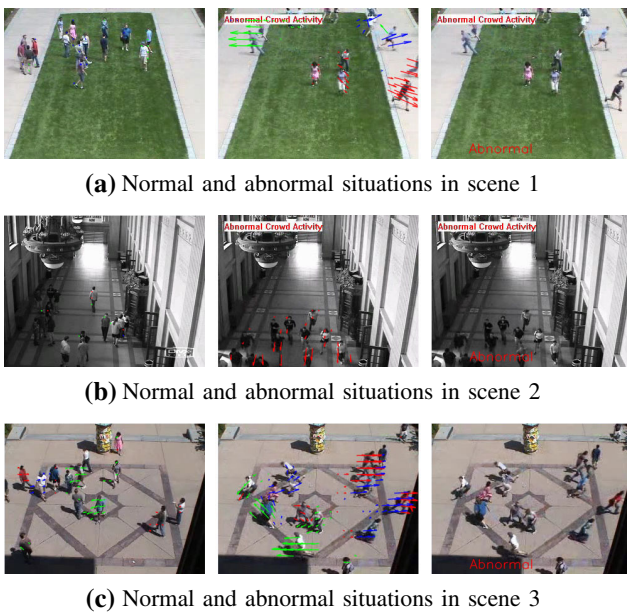 Abnormal Crowd Activity
Abnormal Crowd Activity
Abnormal
(a) Normal and abnormal situations in scene 1
Abnormal Crowd Activity
Abnormal Crowd Activity
Abnormal
(b) Normal and abnormal situations in scene 2
Abnormal
(c) Normal and abnormal situations in scene 3